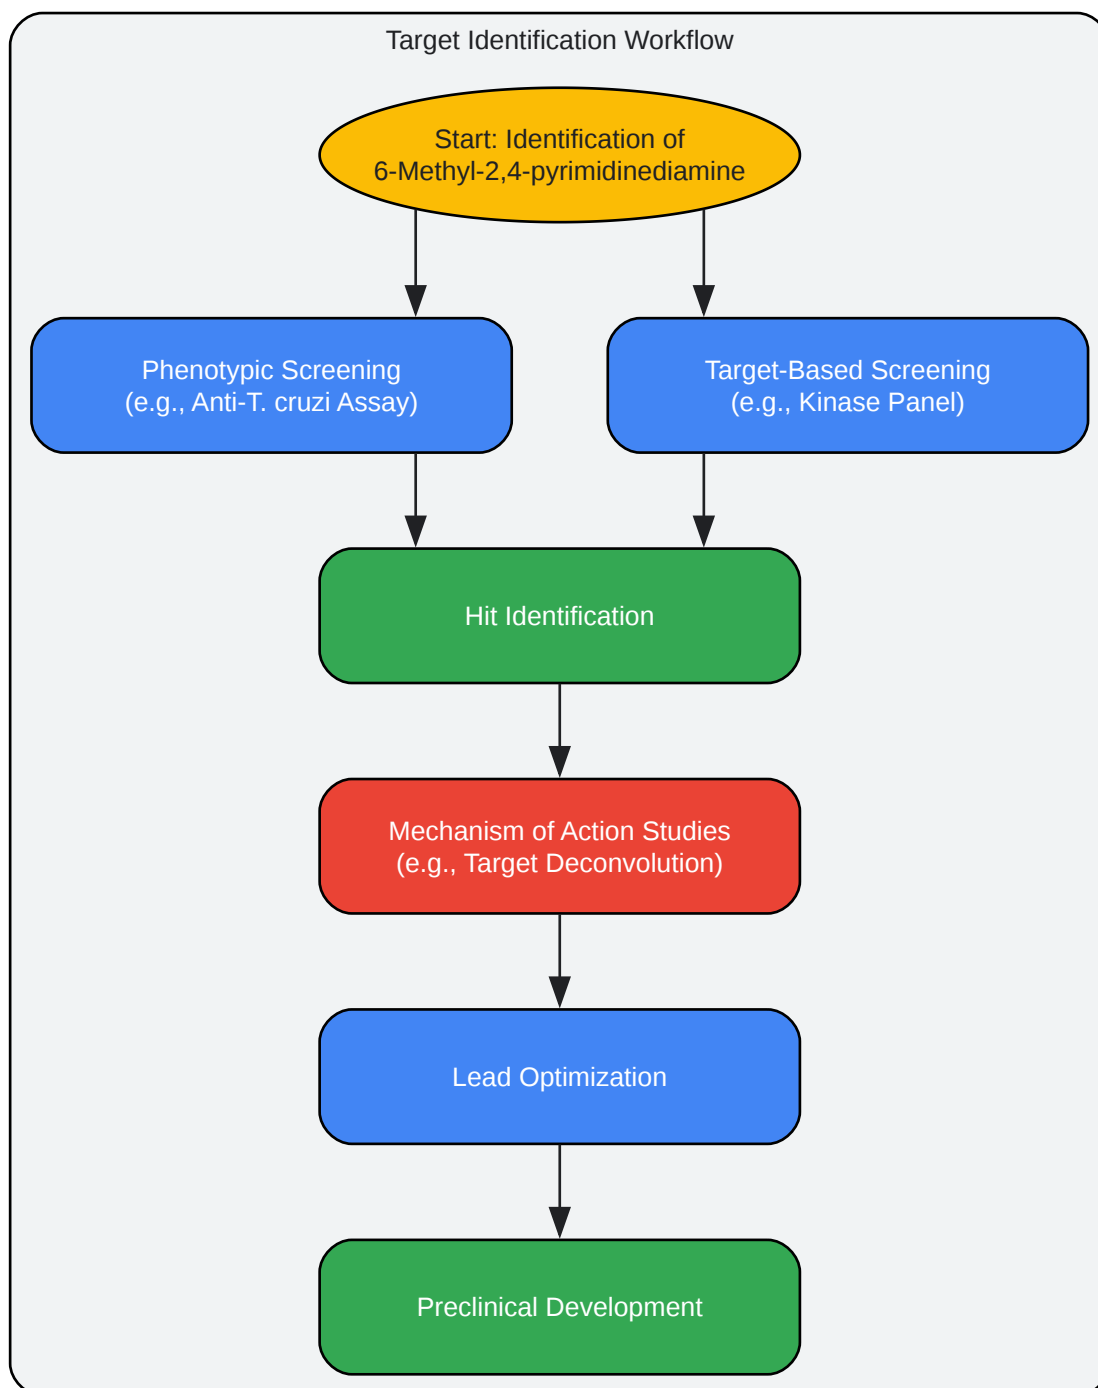 Target Identification Workflow
Start: Identification of
6-Methyl-2,4-pyrimidinediamine
Phenotypic Screening
(e.g., Anti-T. cruzi Assay)
Target-Based Screening
(e.g., Kinase Panel)
Hit Identification
Mechanism of Action Studies
(e.g., Target Deconvolution)
Lead Optimization
Preclinical Development